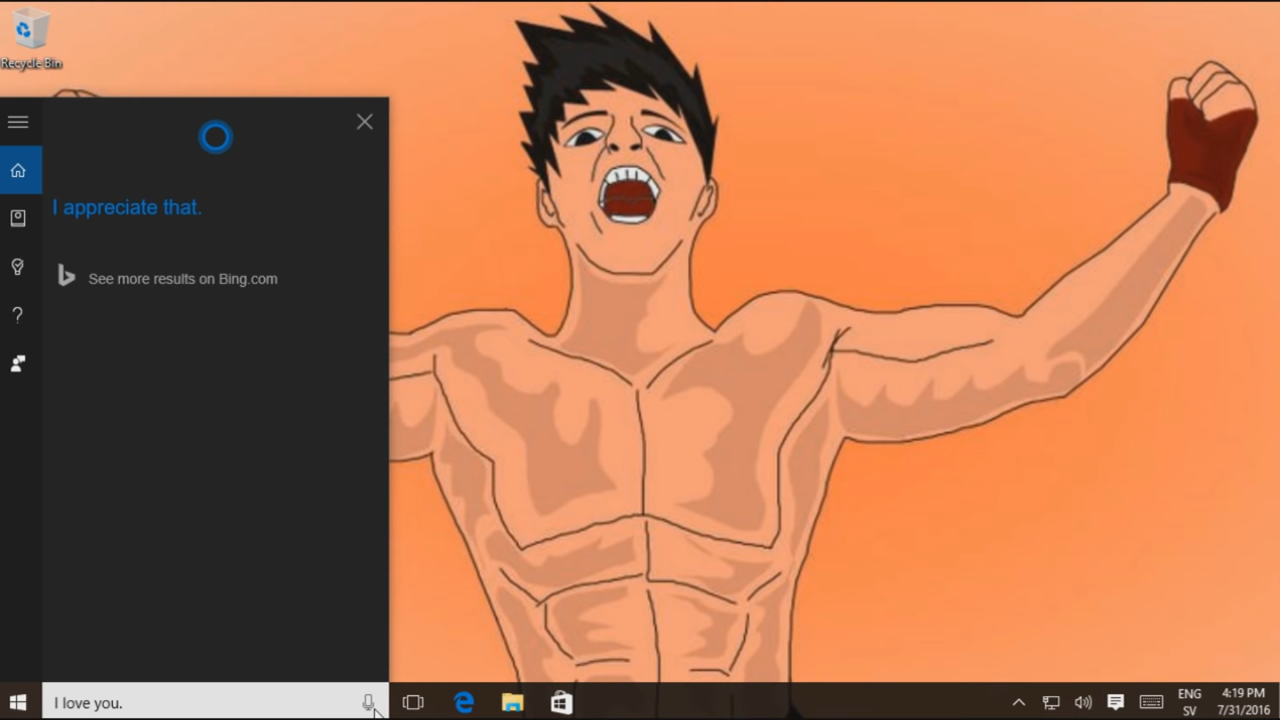 Recycle Bin
I appreciate that.
See more results on Bing.com
I love you.
ENG
SV
4:19 PM
7/31/2016